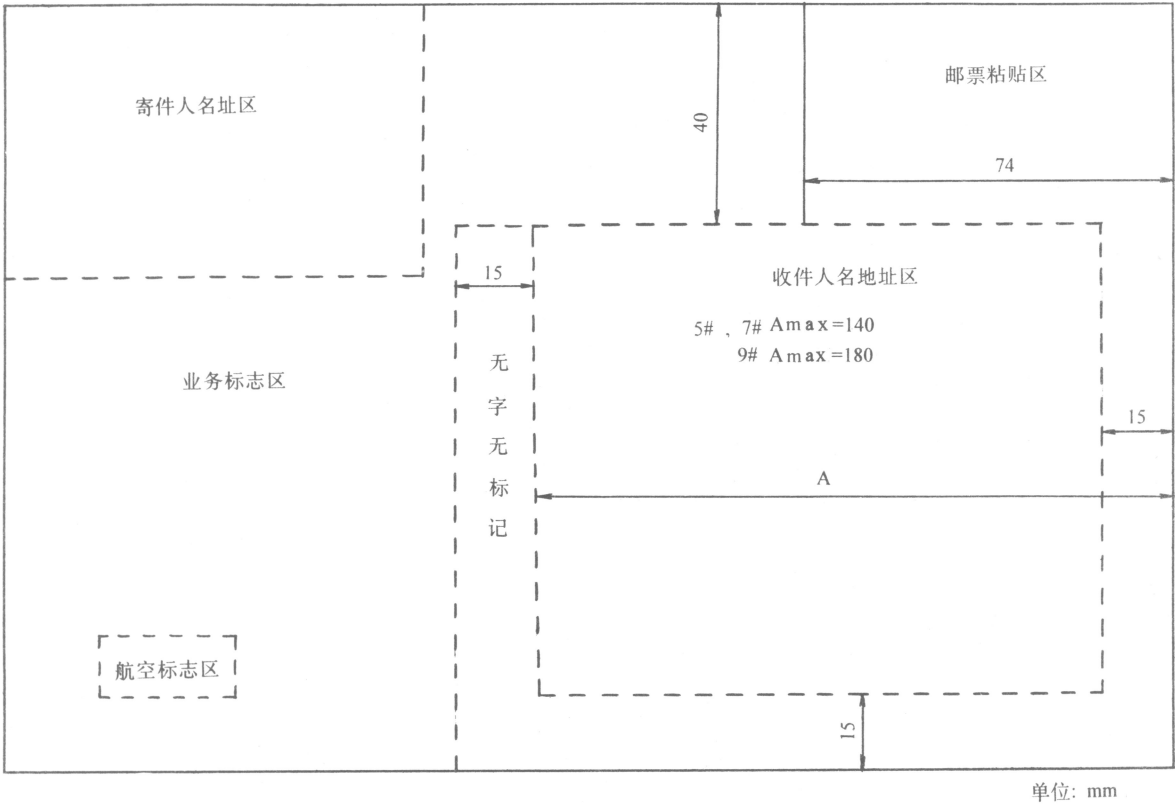 寄件人名址区
邮票粘贴区
40
74
15
收件人名地址区
5# , 7# Amax=140
9# Amax=180
业务标志区
无
字
无
标
记
15
A
航空标志区
15
单位: mm